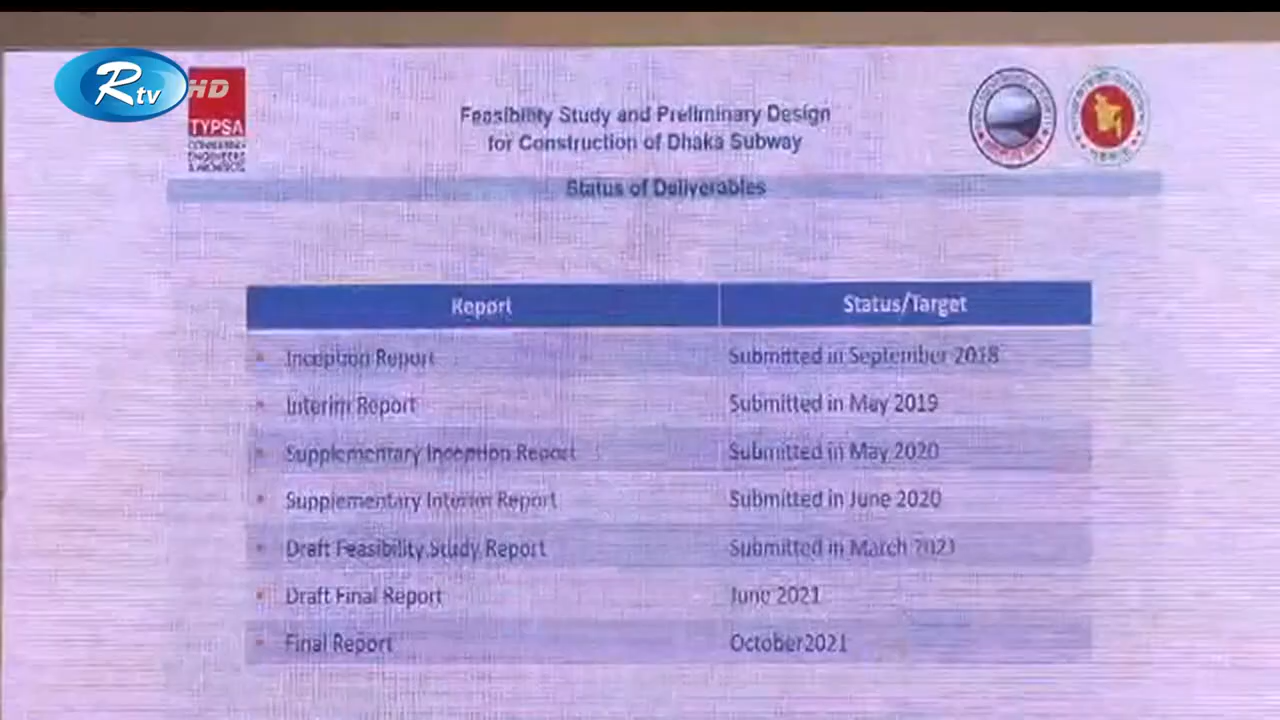 Rtv
HD
TYPSA
CONSULTING
ENGINEERS
& ARCHITECTS
Feasibility Study and Preliminary Design
for Construction of Dhaka Subway
Status of Deliverables
Report Status/Target
Inception Report Submitted in September 2018
Interim Report Submitted in May 2019
Supplementary Inception Report Submitted in May 2020
Supplementary Interim Report Submitted in June 2020
Draft Feasibility Study Report Submitted in March 2021
Draft Final Report June 2021
Final Report October2021